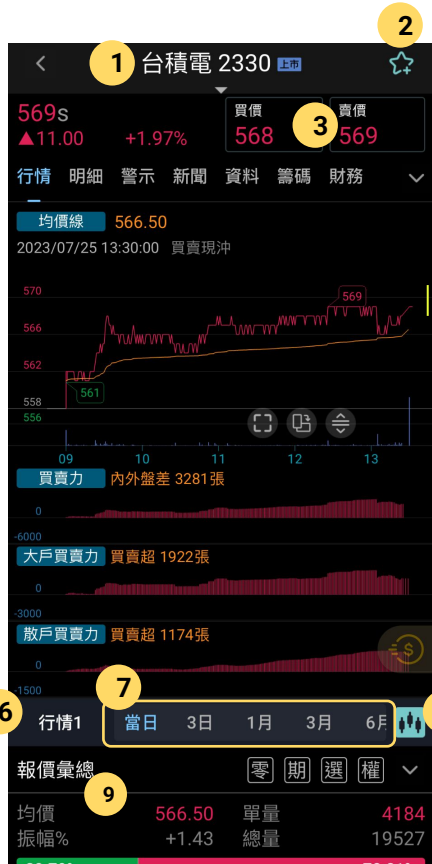 2
1 台積電 2330 上市
569s
▲11.00 +1.97%
買價 賣價
568 3 569
行情 明細 警示 新聞 資料 籌碼 財務
均價線 566.50
2023/07/25 13:30:00 買賣現沖
570
569
566
562
561
558
556
09 10 11 12 13
買賣力 內外盤差 3281張
0
-6000
大戶買賣力 買賣超 1922張
0
-3000
散戶買賣力 買賣超 1174張
0
$
-1500
7
6 行情1 當日 3日 1月 3月
報價彙總 零 期 選 權
9
均價 566.50 單量 4184
振幅% +1.43 總量 19527